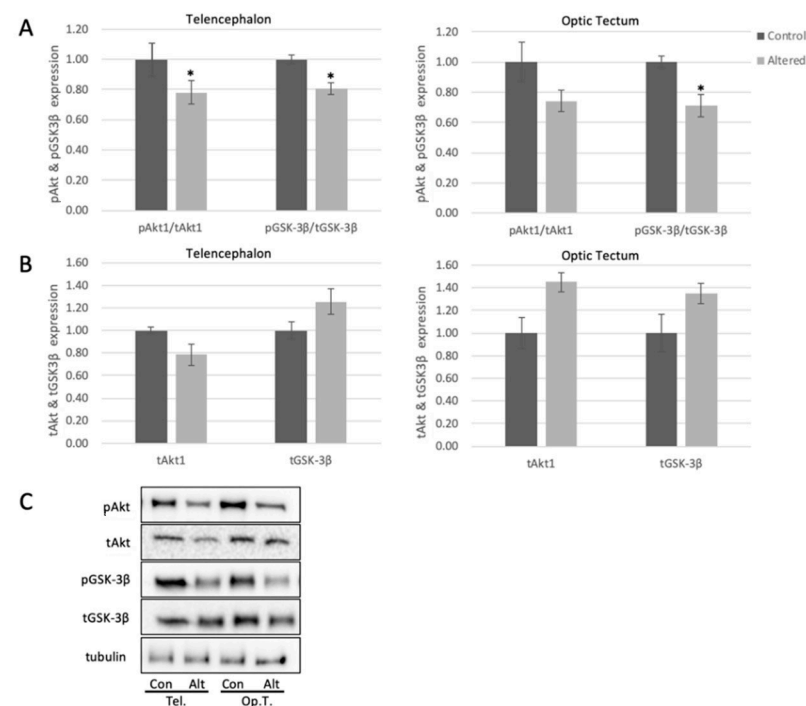 A
Telencephalon
pAkt & pGSK3β expression
1.20
1.00
0.80
0.60
0.40
0.20
0.00
*
*
pAkt1/tAkt1
pGSK-3β/tGSK-3β
Optic Tectum
pAkt & pGSK3β expression
1.20
1.00
0.80
0.60
0.40
0.20
0.00
*
pAkt1/tAkt1
pGSK-3β/tGSK-3β
Control
Altered
B
Telencephalon
tAkt & tGSK3β expression
1.60
1.40
1.20
1.00
0.80
0.60
0.40
0.20
0.00
tAkt1
tGSK-3β
Optic Tectum
tAkt & tGSK3β expression
1.60
1.40
1.20
1.00
0.80
0.60
0.40
0.20
0.00
tAkt1
tGSK-3β
C
pAkt
tAkt
pGSK-3β
tGSK-3β
tubulin
Con Alt Con Alt
Tel. Op.T.